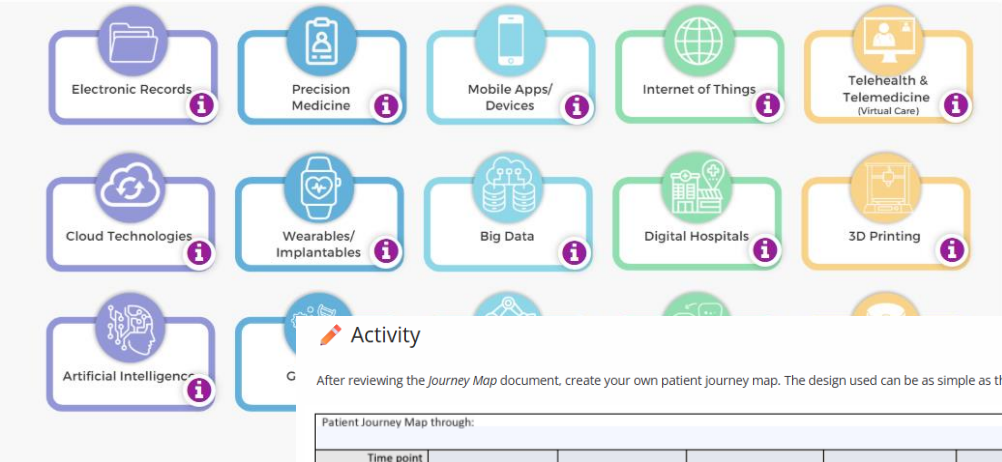 Electronic Records
Precision
Medicine
Mobile Apps/
Devices
Internet of Things
Telehealth &
Telemedicine
(Virtual Care)
Cloud Technologies
Wearables/
Implantables
Big Data
Digital Hospitals
3D Printing
Artificial Intelligence
G
Activity
After reviewing the Journey Map document, create your own patient journey map. The design used can be as simple as th
Patient Journey Map through:
Time point